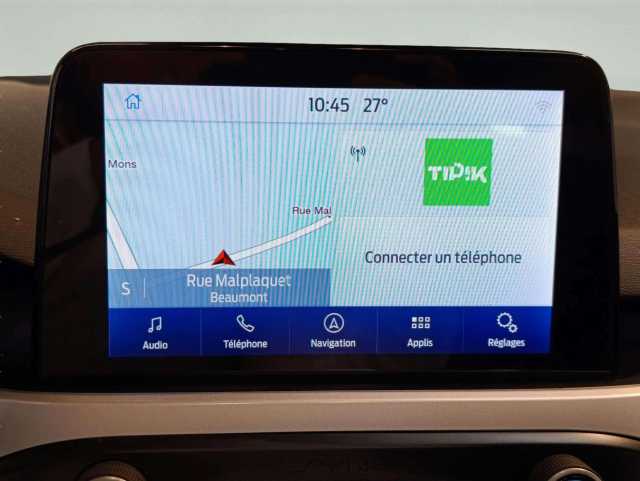 10:45 27°
Mons
TIPIK
Rue Mal
Connecter un téléphone
S
Rue Malplaquet
Beaumont
Audio
Téléphone
Navigation
Applis
Réglages